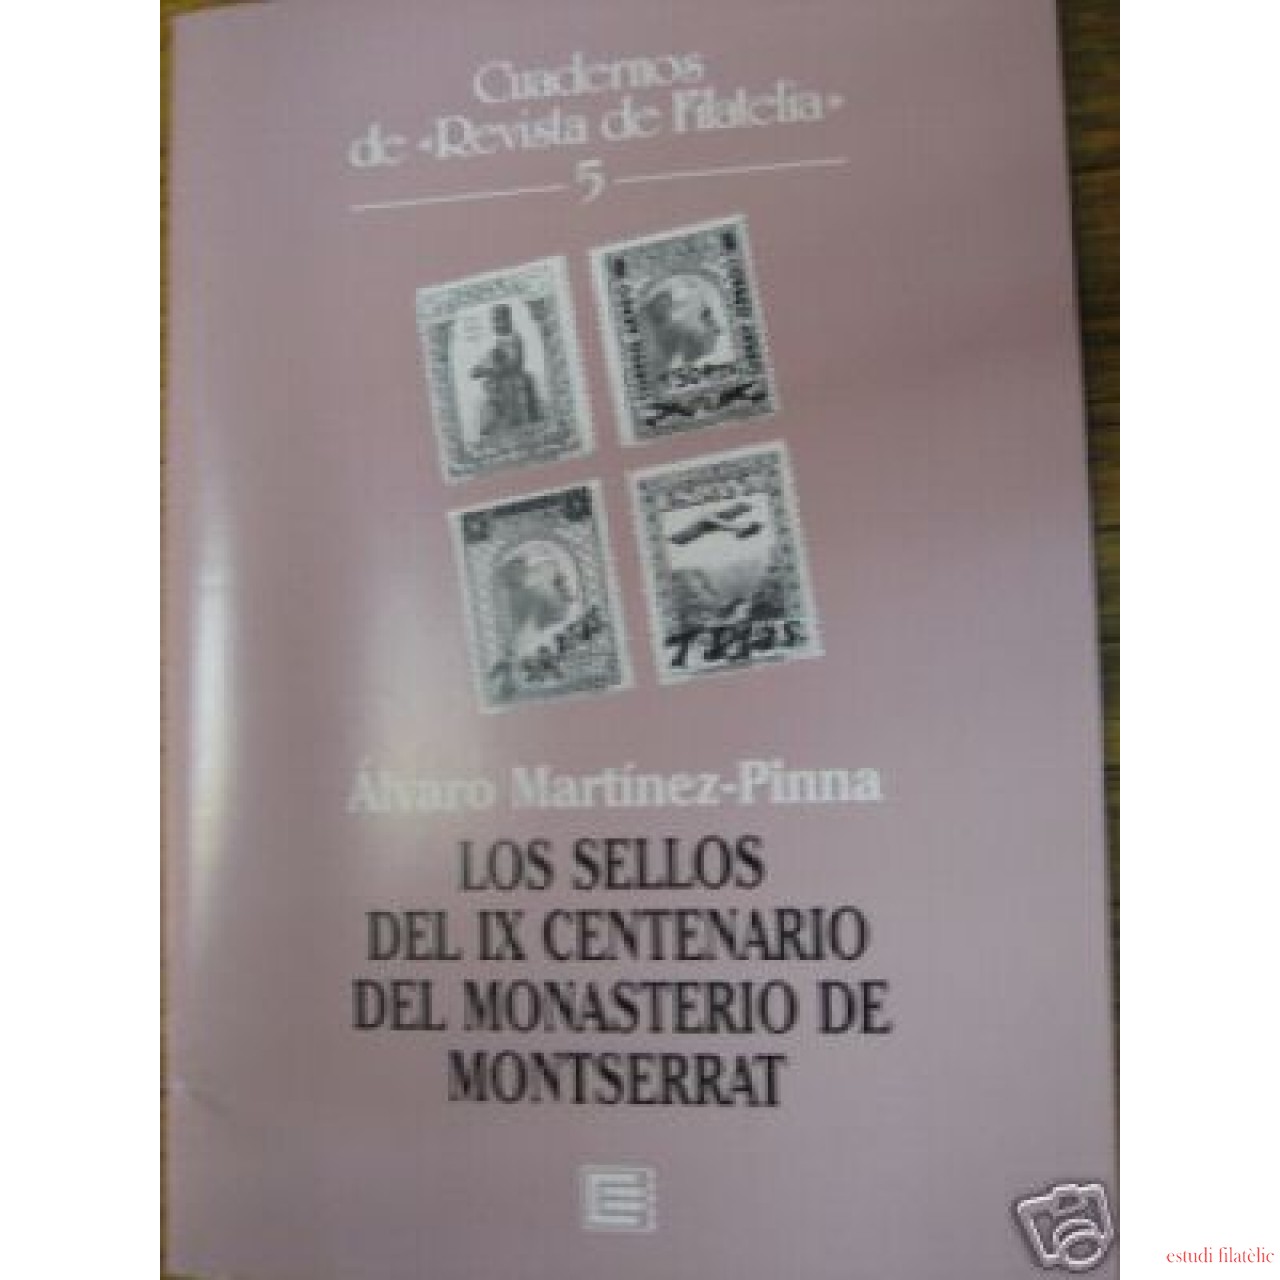 Cuadernos
de «Revista de Filatelia»
5
Álvaro Martínez-Pinna
LOS SELLOS
DEL IX CENTENARIO
DEL MONASTERIO DE
MONTSERRAT
estudi filatèlic